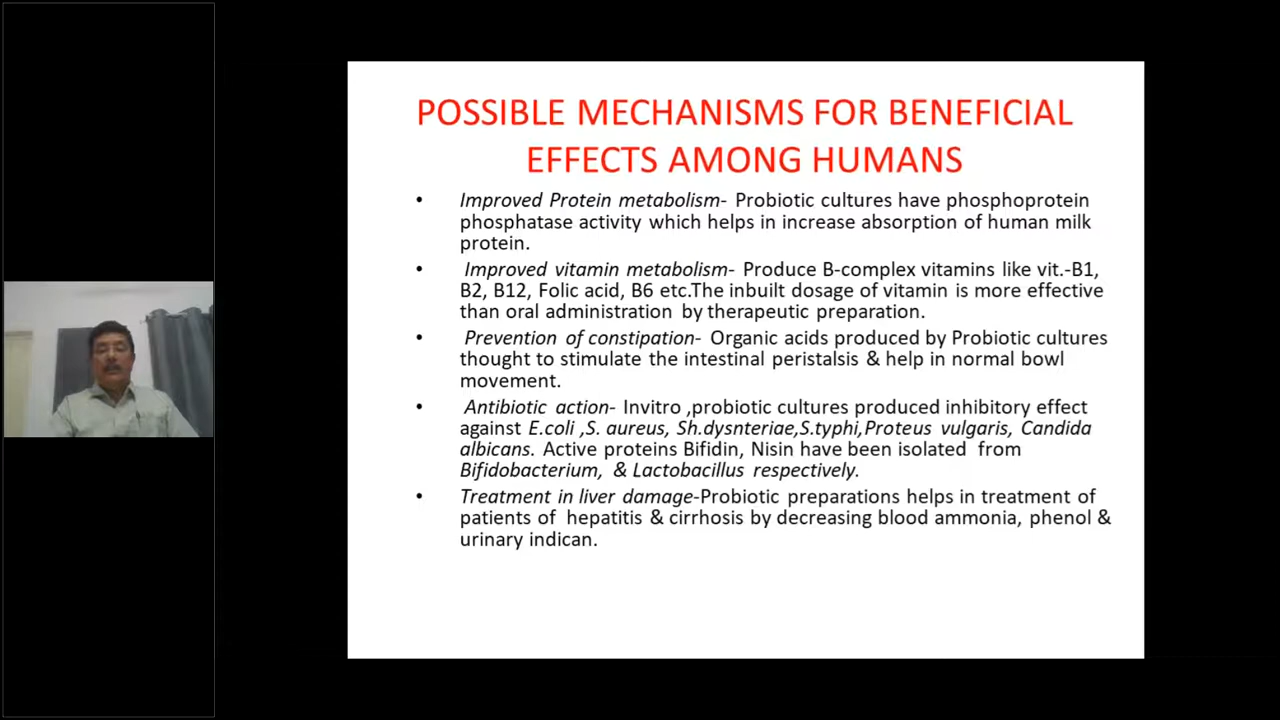 POSSIBLE MECHANISMS FOR BENEFICIAL
EFFECTS AMONG HUMANS
• Improved Protein metabolism- Probiotic cultures have phosphoprotein
phosphatase activity which helps in increase absorption of human milk
protein.
• Improved vitamin metabolism- Produce B-complex vitamins like vit.-B1,
B2, B12, Folic acid, B6 etc.The inbuilt dosage of vitamin is more effective
than oral administration by therapeutic preparation.
• Prevention of constipation- Organic acids produced by Probiotic cultures
thought to stimulate the intestinal peristalsis & help in normal bowl
movement.
• Antibiotic action- Invitro ,probiotic cultures produced inhibitory effect
against E.coli ,S. aureus, Sh.dysnteriae,S.typhi,Proteus vulgaris, Candida
albicans. Active proteins Bifidin, Nisin have been isolated from
Bifidobacterium, & Lactobacillus respectively.
• Treatment in liver damage-Probiotic preparations helps in treatment of
patients of hepatitis & cirrhosis by decreasing blood ammonia, phenol &
urinary indican.